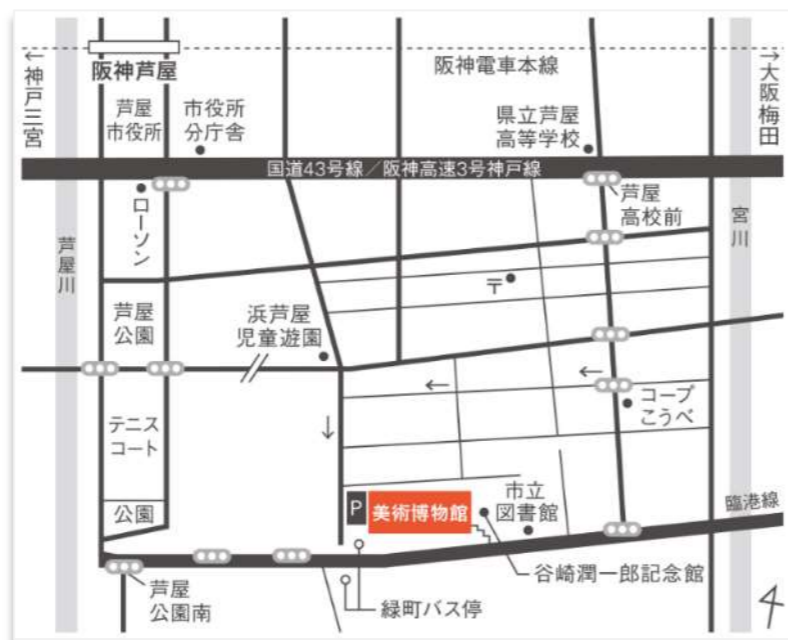 阪神芦屋
阪神電車本線
←神戸三宮
→大阪梅田
芦屋
市役所
市役所
分庁舎
県立芦屋
高等学校
国道43号線／阪神高速3号神戸線
ローソン
芦屋
高校前
芦屋川
宮川
〒
芦屋
公園
浜芦屋
児童遊園
←
←
コープ
こうべ
テニス
コート
↓
公園
P
美術博物館
市立
図書館
臨港線
谷崎潤一郎記念館
芦屋
公園南
緑町バス停
4